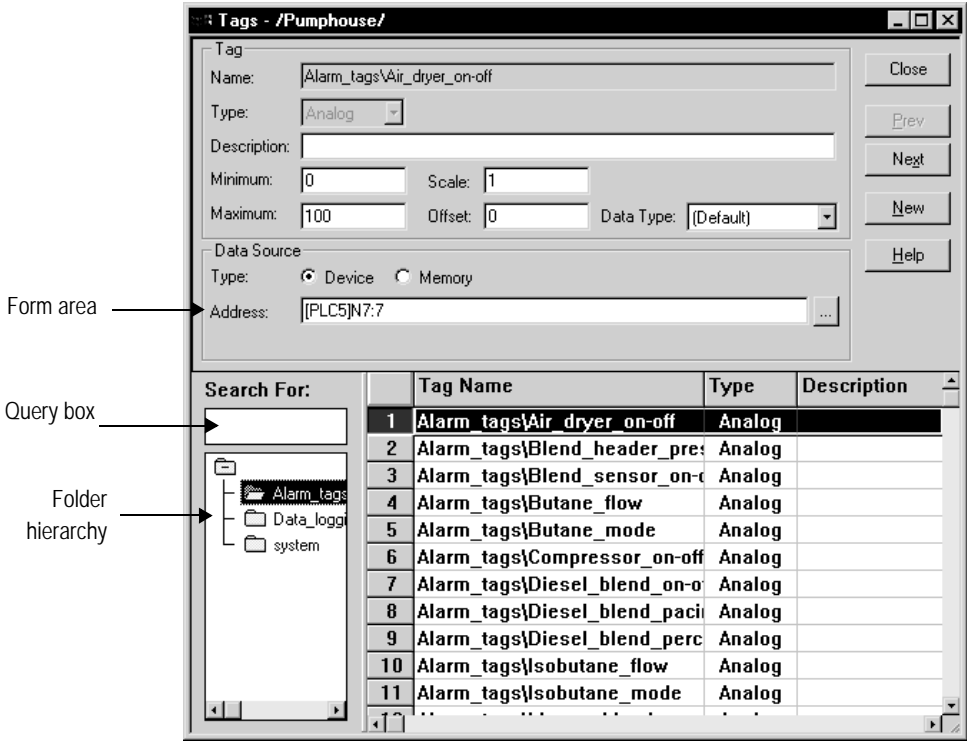 Tags - /Pumphouse/
Tag
Name: Alarm_tags\Air_dryer_on-off
Close
Type: Analog
Prev
Description:
Next
Minimum: 0 Scale: 1
Maximum: 100 Offset: 0 Data Type: (Default)
New
Data Source
Help
Type: Device Memory
Form area
Address: [PLC5]N7:7 ...
Search For:
Tag Name Type Description
Query box
1 Alarm_tags\Air_dryer_on-off Analog
2 Alarm_tags\Blend_header_pres Analog
3 Alarm_tags\Blend_sensor_on-o Analog
4 Alarm_tags\Butane_flow Analog
5 Alarm_tags\Butane_mode Analog
6 Alarm_tags\Compressor_on-off Analog
7 Alarm_tags\Diesel_blend_on-o Analog
8 Alarm_tags\Diesel_blend_pacin Analog
9 Alarm_tags\Diesel_blend_perc Analog
10 Alarm_tags\Isobutane_flow Analog
11 Alarm_tags\Isobutane_mode Analog
Folder
hierarchy
Alarm_tags
Data_loggi
system